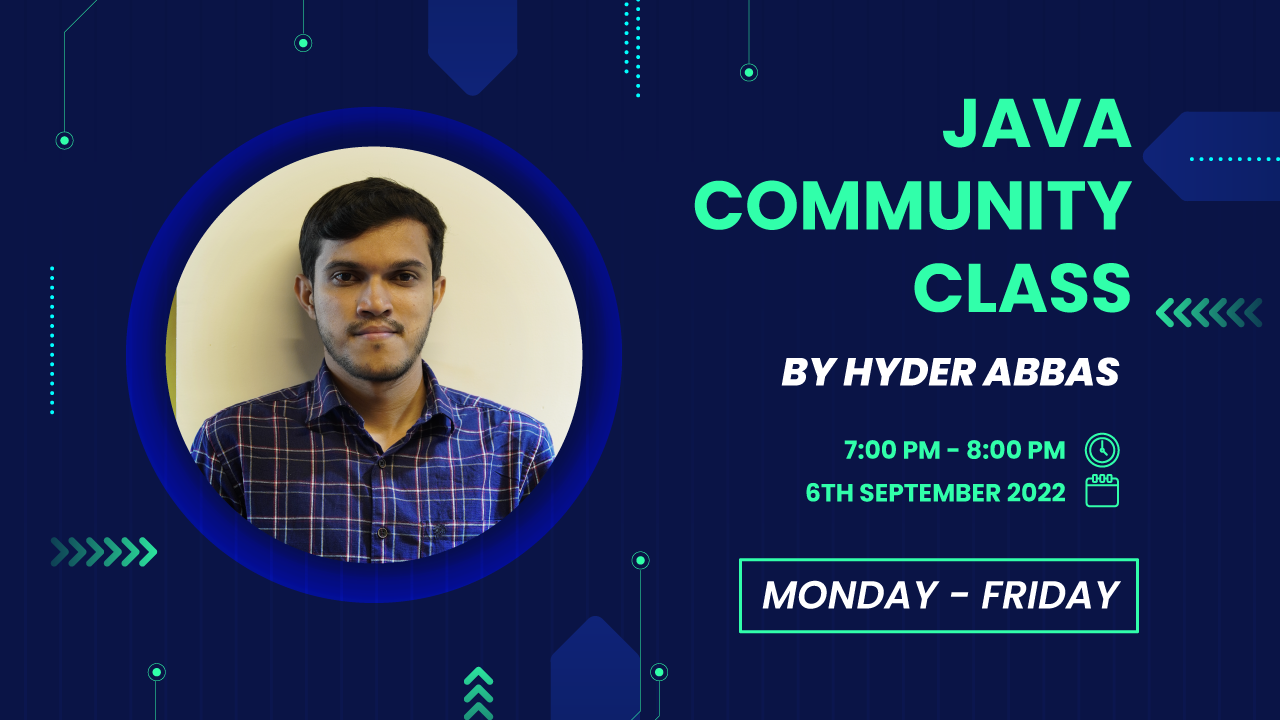 JAVA
COMMUNITY
CLASS
BY HYDER ABBAS
7:00 PM - 8:00 PM
6TH SEPTEMBER 2022
MONDAY - FRIDAY